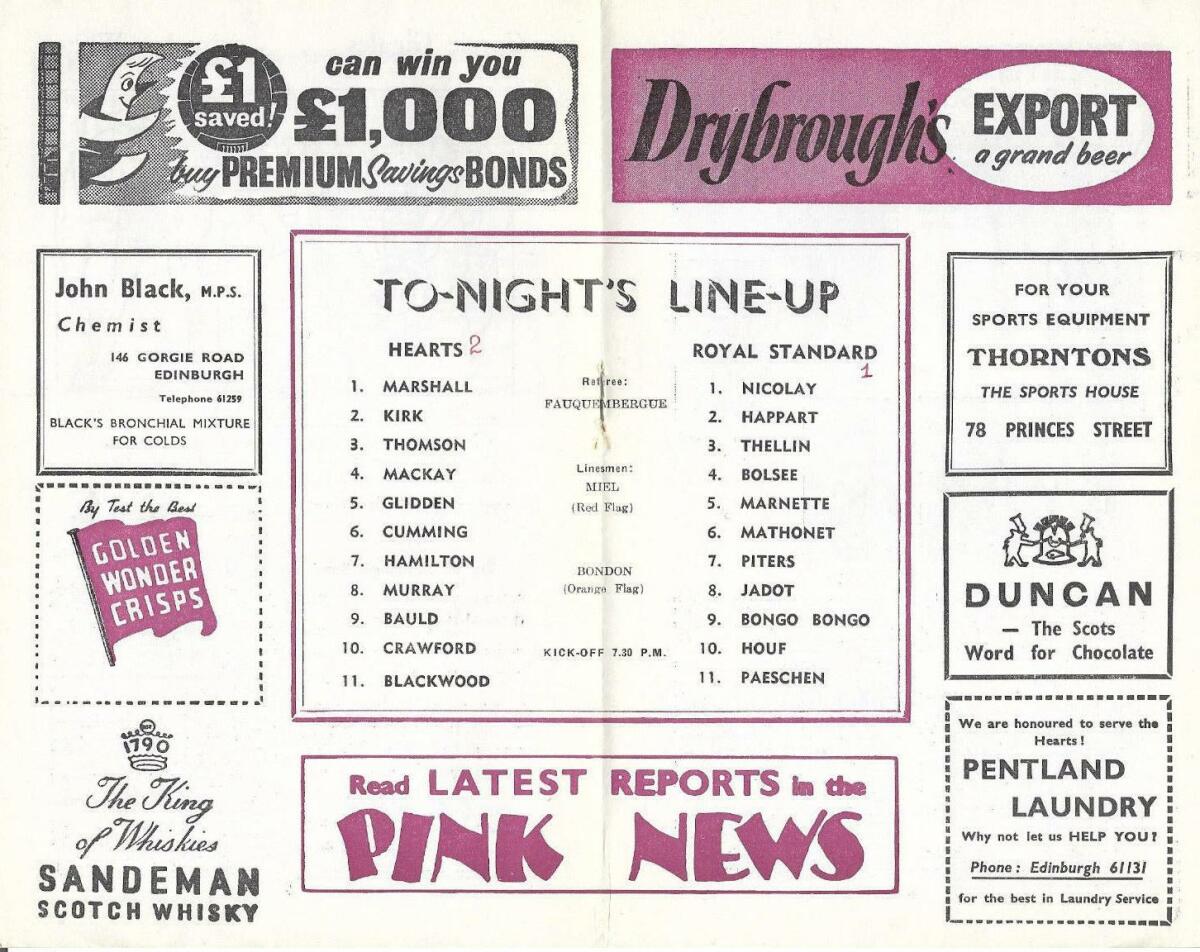 £1
saved!
can win you
£1,000
buy PREMIUM Savings BONDS
Drybrough's
EXPORT
a grand beer
John Black, M.P.S.
Chemist
146 GORGIE ROAD
EDINBURGH
Telephone 61259
BLACK'S BRONCHIAL MIXTURE
FOR COLDS
By Test the Best
GOLDEN
WONDER
CRISPS
1790
The King
of Whiskies
SANDEMAN
SCOTCH WHISKY
TO-NIGHT'S LINE-UP
HEARTS 2
1. MARSHALL
2. KIRK
3. THOMSON
4. MACKAY
5. GLIDDEN
6. CUMMING
7. HAMILTON
8. MURRAY
9. BAULD
10. CRAWFORD
11. BLACKWOOD
Referee:
FAUQUEMBERGUE
Linesmen:
MIEL
(Red Flag)
BONDON
(Orange Flag)
KICK-OFF 7.30 P.M.
ROYAL STANDARD
1
1. NICOLAY
2. HAPPART
3. THELLIN
4. BOLSEE
5. MARNETTE
6. MATHONET
7. PITERS
8. JADOT
9. BONGO BONGO
10. HOUF
11. PAESCHEN
Read LATEST REPORTS in the
PINK NEWS
FOR YOUR
SPORTS EQUIPMENT
THORNTONS
THE SPORTS HOUSE
78 PRINCES STREET
DUNCAN
— The Scots
Word for Chocolate
We are honoured to serve the
Hearts!
PENTLAND
LAUNDRY
Why not let us HELP YOU?
Phone: Edinburgh 61131
for the best in Laundry Service